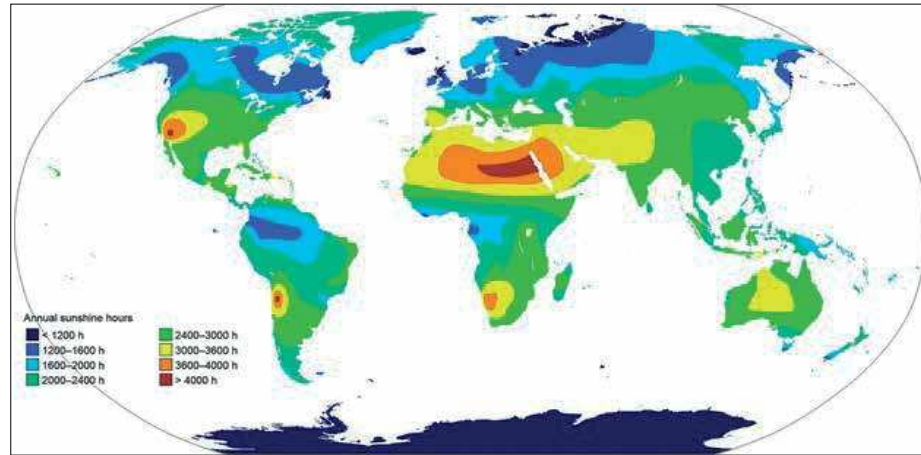 Annual sunshine hours
< 1200 h
1200–1600 h
1600–2000 h
2000–2400 h
2400–3000 h
3000–3600 h
3600–4000 h
> 4000 h